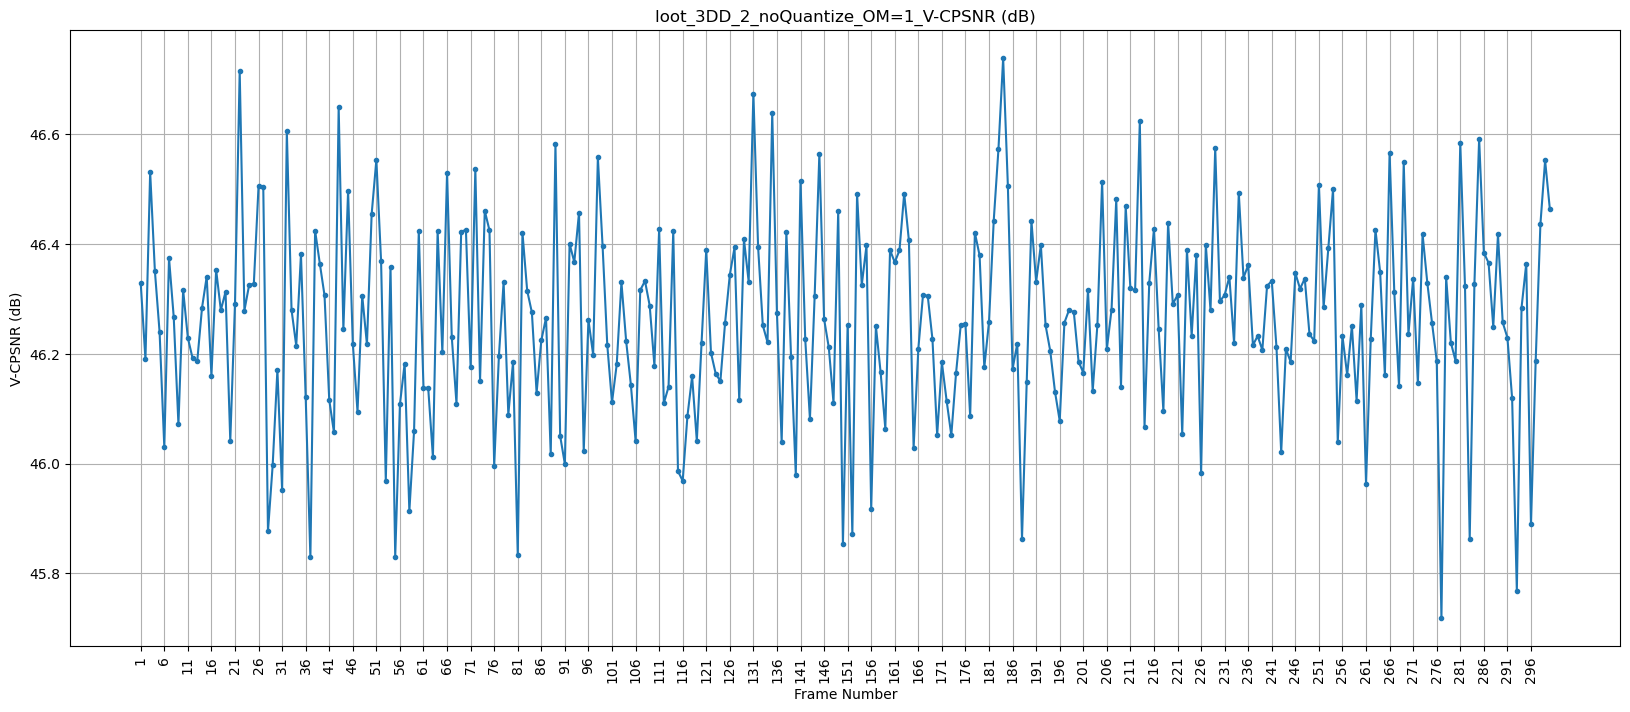 loot_3DD_2_noQuantize_OM=1_V-CPSNR (dB)
V-CPSNR (dB)
46.6
46.4
46.2
46.0
45.8
1 6 11 16 21 26 31 36 41 46 51 56 61 66 71 76 81 86 91 96 101 106 111 116 121 126 131 136 141 146 151 156 161 166 171 176 181 186 191 196 201 206 211 216 221 226 231 236 241 246 251 256 261 266 271 276 281 286 291 296
Frame Number